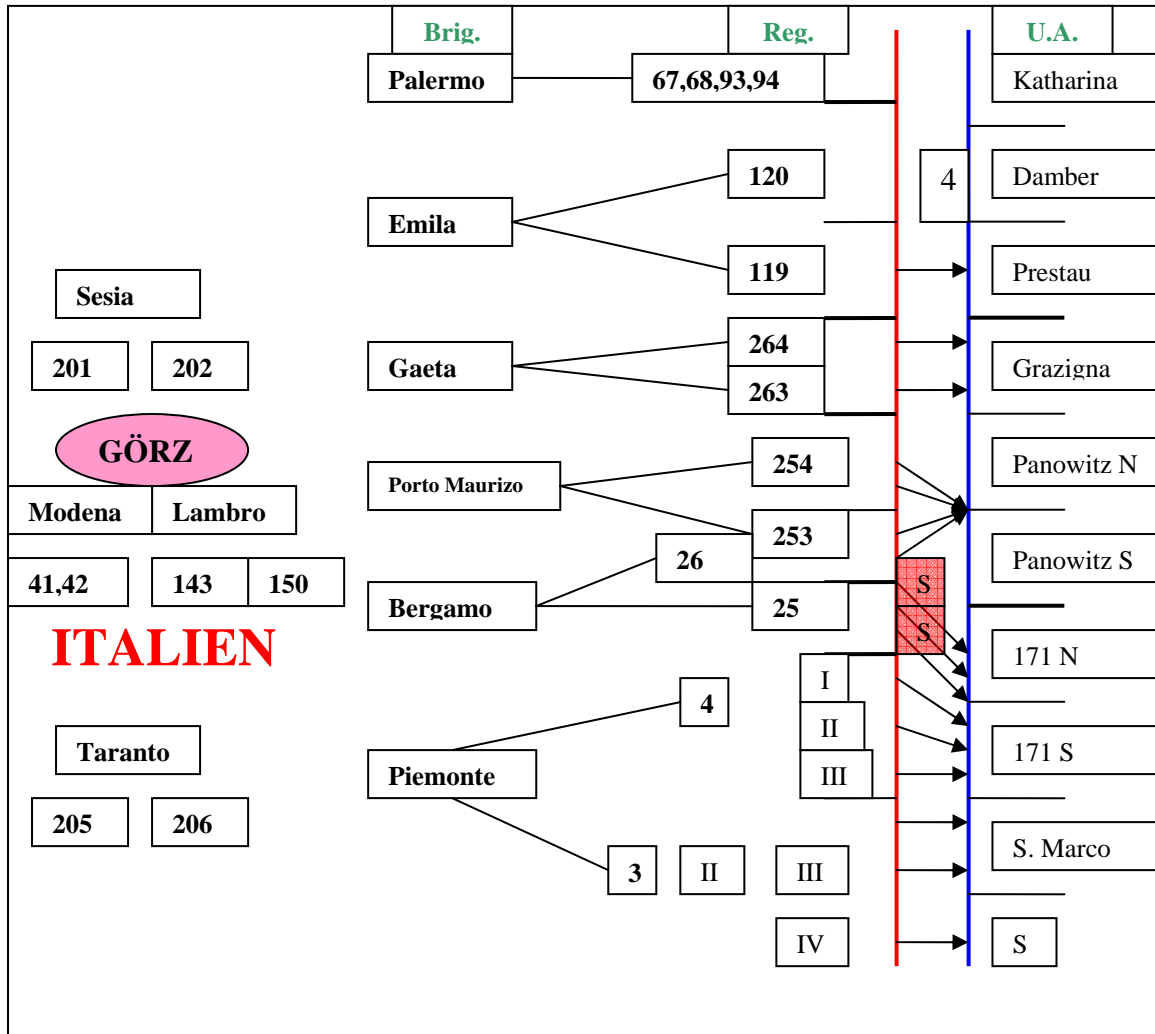 Brig. Reg. U.A.
Palermo 67,68,93,94 Katharina
120 4 Damber
Emila
119 Prestau
Sesia
264
201 202 Gaeta Grazigna
263
GÖRZ 254 Panowitz N
Porto Maurizo
Modena Lambro
253
26 Panowitz S
41,42 143 150 S
Bergamo 25
S
ITALIEN 171 N
I
4
II
Taranto 171 S
Piemonte III
205 206
S. Marco
3 II III
IV S